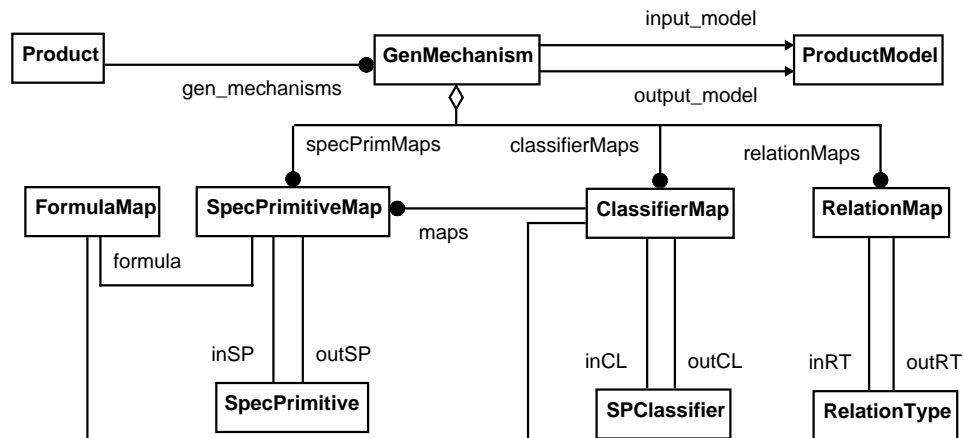 input_model
Product
GenMechanism
ProductModel
gen_mechanisms
output_model
specPrimMaps
classifierMaps
relationMaps
FormulaMap
SpecPrimitiveMap
ClassifierMap
RelationMap
maps
formula
inSP
outSP
inCL
outCL
inRT
outRT
SpecPrimitive
SPClassifier
RelationType